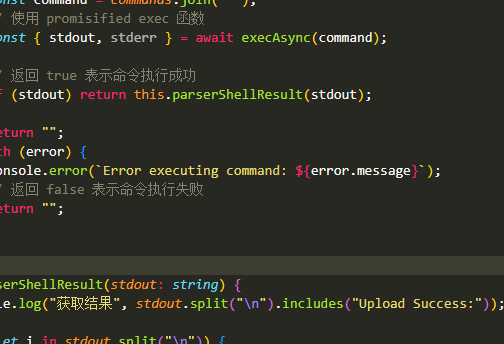 onst command = commands.join(" ");
/ 使用 promisified exec 函数
onst { stdout, stderr } = await execAsync(command);
/ 返回 true 表示命令执行成功
f (stdout) return this.parserShellResult(stdout);
eturn "";
th (error) {
onsole.error(`Error executing command: ${error.message}`);
/ 返回 false 表示命令执行失败
eturn "";
serShellResult(stdout: string) {
le.log("获取结果", stdout.split("\n").includes("Upload Success:"));
et i in stdout.split("\n")) {